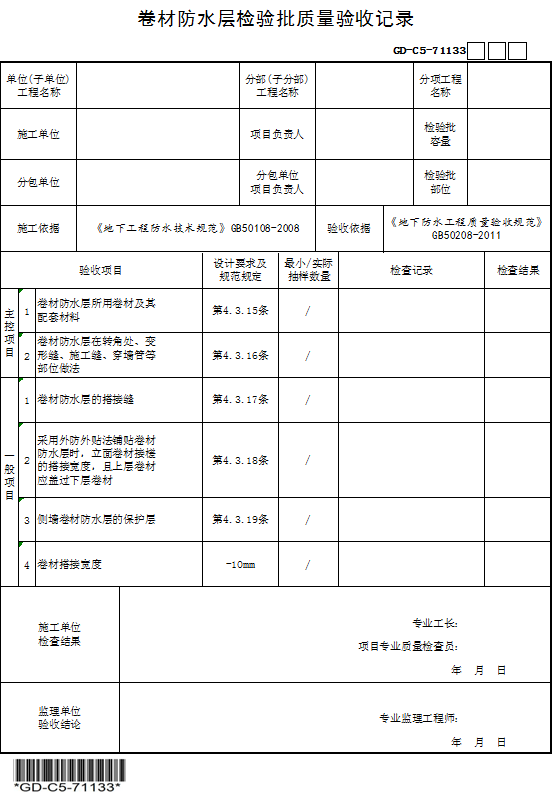 卷材防水层检验批质量验收记录
GD-C5-71133
单位(子单位)
工程名称
分部(子分部)
工程名称
分项工程
名称
施工单位
项目负责人
检验批
容量
分包单位
分包单位
项目负责人
检验批
部位
施工依据
《地下工程防水技术规范》GB50108-2008
验收依据
《地下防水工程质量验收规范》
GB50208-2011
验收项目
设计要求及
规范规定
最小/实际
抽样数量
检查记录
检查结果
主
控
项
目
1
卷材防水层所用卷材及其
配套材料
第4.3.15条
/
2
卷材防水层在转角处、变
形缝、施工缝、穿墙管等
部位做法
第4.3.16条
/
一
般
项
目
1
卷材防水层的搭接缝
第4.3.17条
/
2
采用外防外贴法铺贴卷材
防水层时，立面卷材接槎
的搭接宽度，且上层卷材
应盖过下层卷材
第4.3.18条
/
3
侧墙卷材防水层的保护层
第4.3.19条
/
4
卷材搭接宽度
-10mm
/
施工单位
检查结果
专业工长：
项目专业质量检查员：
年 月 日
监理单位
验收结论
专业监理工程师：
年 月 日
*GD-C5-71133*